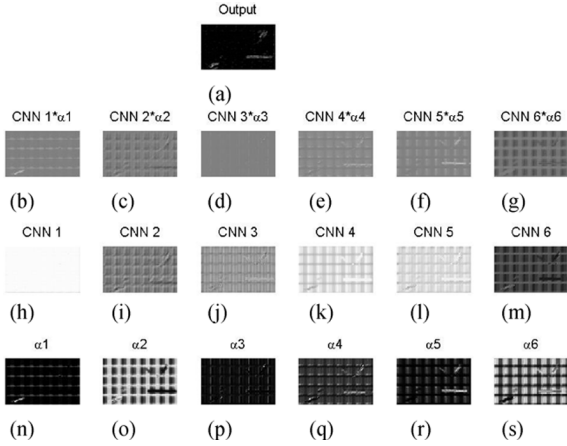 Output
(a)
CNN 1*α1 CNN 2*α2 CNN 3*α3 CNN 4*α4 CNN 5*α5 CNN 6*α6
(b) (c) (d) (e) (f) (g)
CNN 1 CNN 2 CNN 3 CNN 4 CNN 5 CNN 6
(h) (i) (j) (k) (l) (m)
α1 α2 α3 α4 α5 α6
(n) (o) (p) (q) (r) (s)